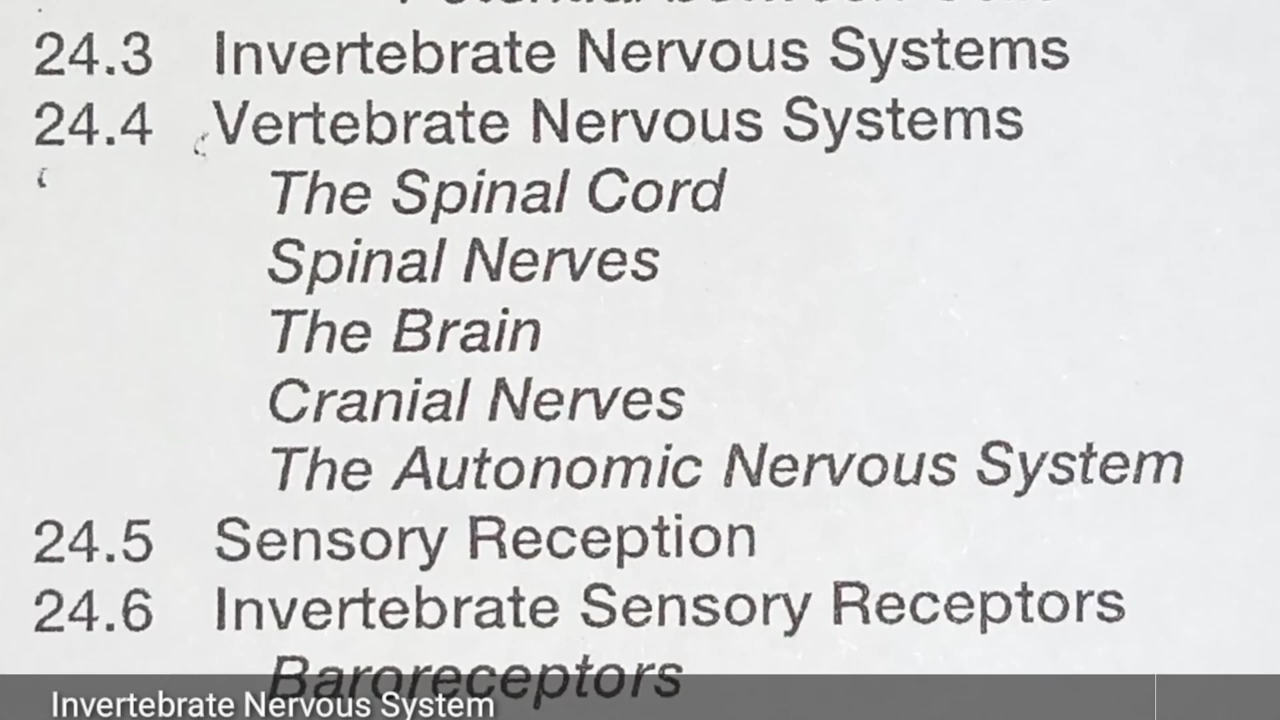 24.3 Invertebrate Nervous Systems
24.4 Vertebrate Nervous Systems
The Spinal Cord
Spinal Nerves
The Brain
Cranial Nerves
The Autonomic Nervous System
24.5 Sensory Reception
24.6 Invertebrate Sensory Receptors
Baroreceptors
Invertebrate Nervous System